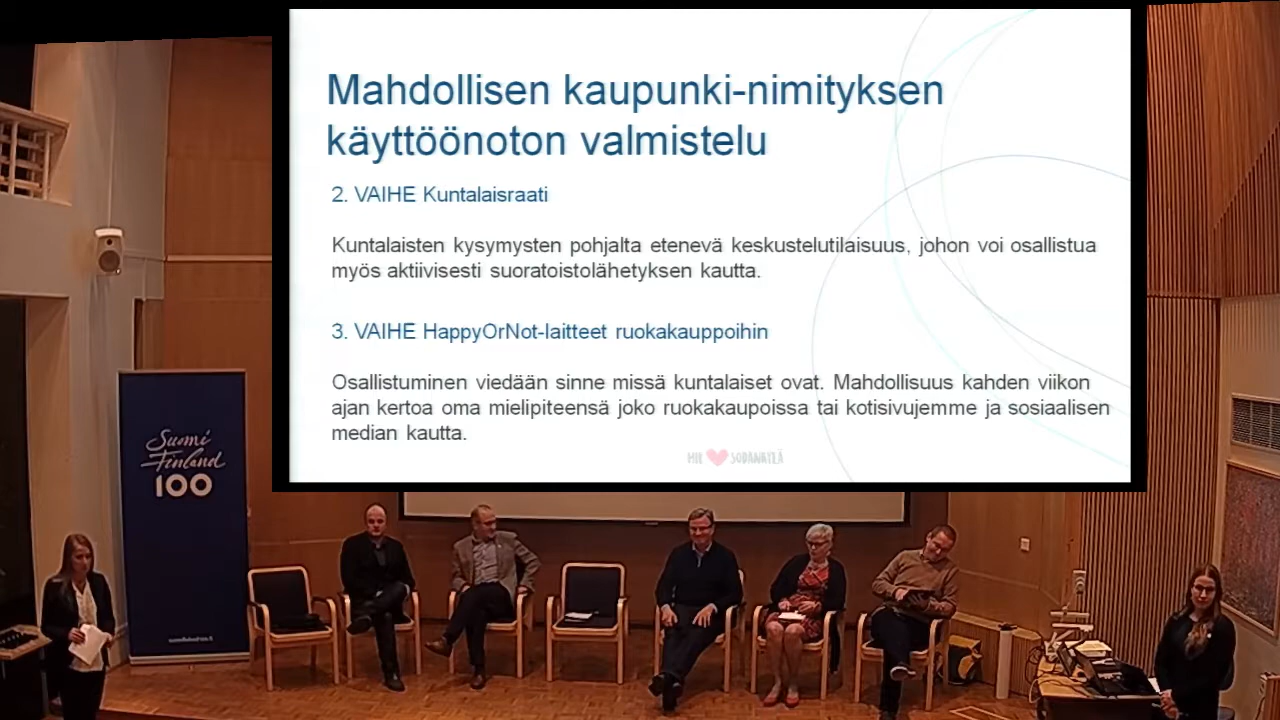 Mahdollisen kaupunki-nimityksen
käyttöönoton valmistelu
2. VAIHE Kuntalaisraati
Kuntalaisten kysymysten pohjalta etenevä keskustelutilaisuus, johon voi osallistua
myös aktiivisesti suoratoistolähetyksen kautta.
3. VAIHE HappyOrNot-laitteet ruokakauppoihin
Osallistuminen viedään sinne missä kuntalaiset ovat. Mahdollisuus kahden viikon
ajan kertoa oma mielipiteensä joko ruokakaupoissa tai kotisivujemme ja sosiaalisen
median kautta.
SODANKYLÄ
Suomi
Finland
100